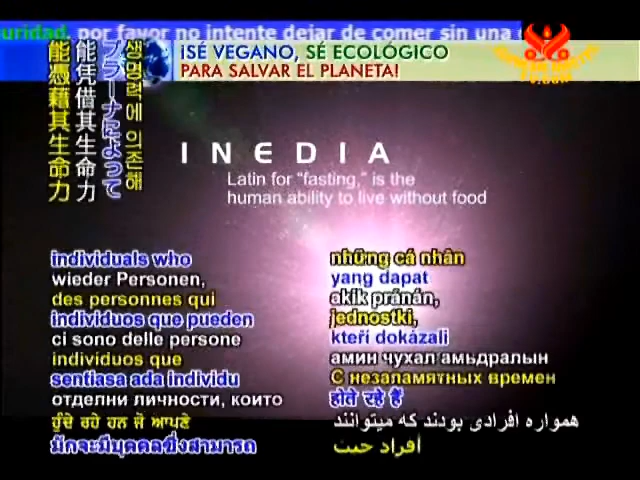 uridad, por favor no intente dejar de comer sin una
¡SÉ VEGANO, SÉ ECOLÓGICO
PARA SALVAR EL PLANETA!
생명력에 의존해
プラーナによって
能凭借其生命力
能憑藉其生命力
INEDIA
Latin for “fasting,” is the
human ability to live without food
individuals who
wieder Personen,
des personnes qui
individuos que pueden
ci sono delle persone
indivíduos que
sentiasa ada individu
отделни личности, които
ਹੁੰਦੇ ਰਹੇ ਹਨ ਜੋ ਆਪਣੇ
มักจะมีบุคคลซึ่งสามารถ
những cá nhân
yang dapat
akik pránán,
jednostki,
kteří dokázali
амин чухал амьдралын
С незапамятных времен
होते रहे हैं
همواره افرادی بودند که میتوانند
أفراد حيث